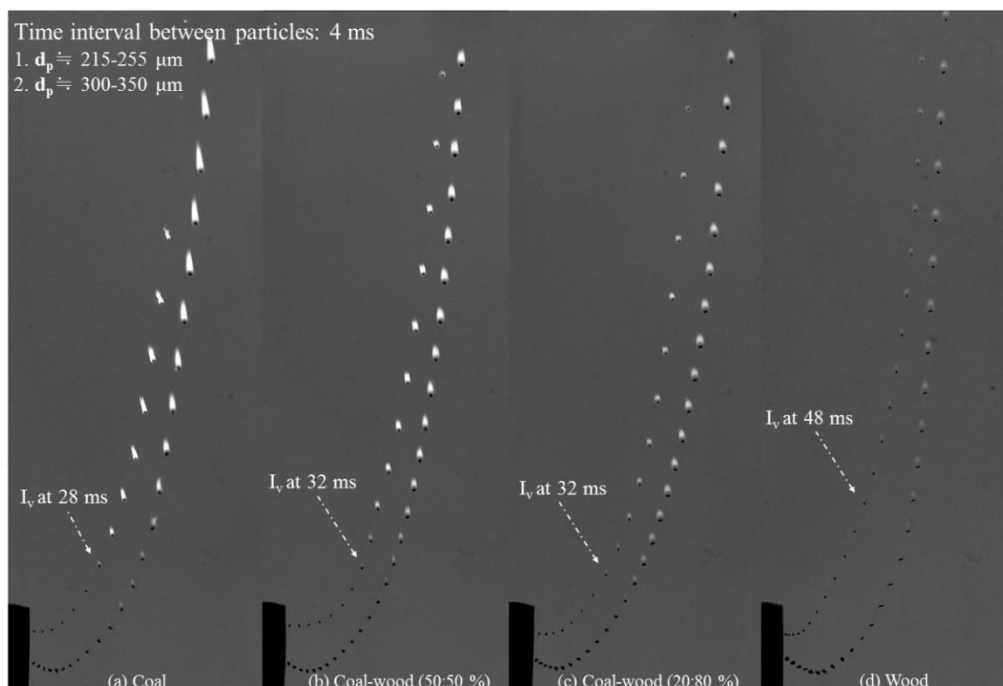 Time interval between particles: 4 ms
1. dₚ ≒ 215-255 μm
2. dₚ ≒ 300-350 μm
Iᵥ at 28 ms
Iᵥ at 32 ms
Iᵥ at 32 ms
Iᵥ at 48 ms
(a) Coal
(b) Coal-wood (50:50 %)
(c) Coal-wood (20:80 %)
(d) Wood